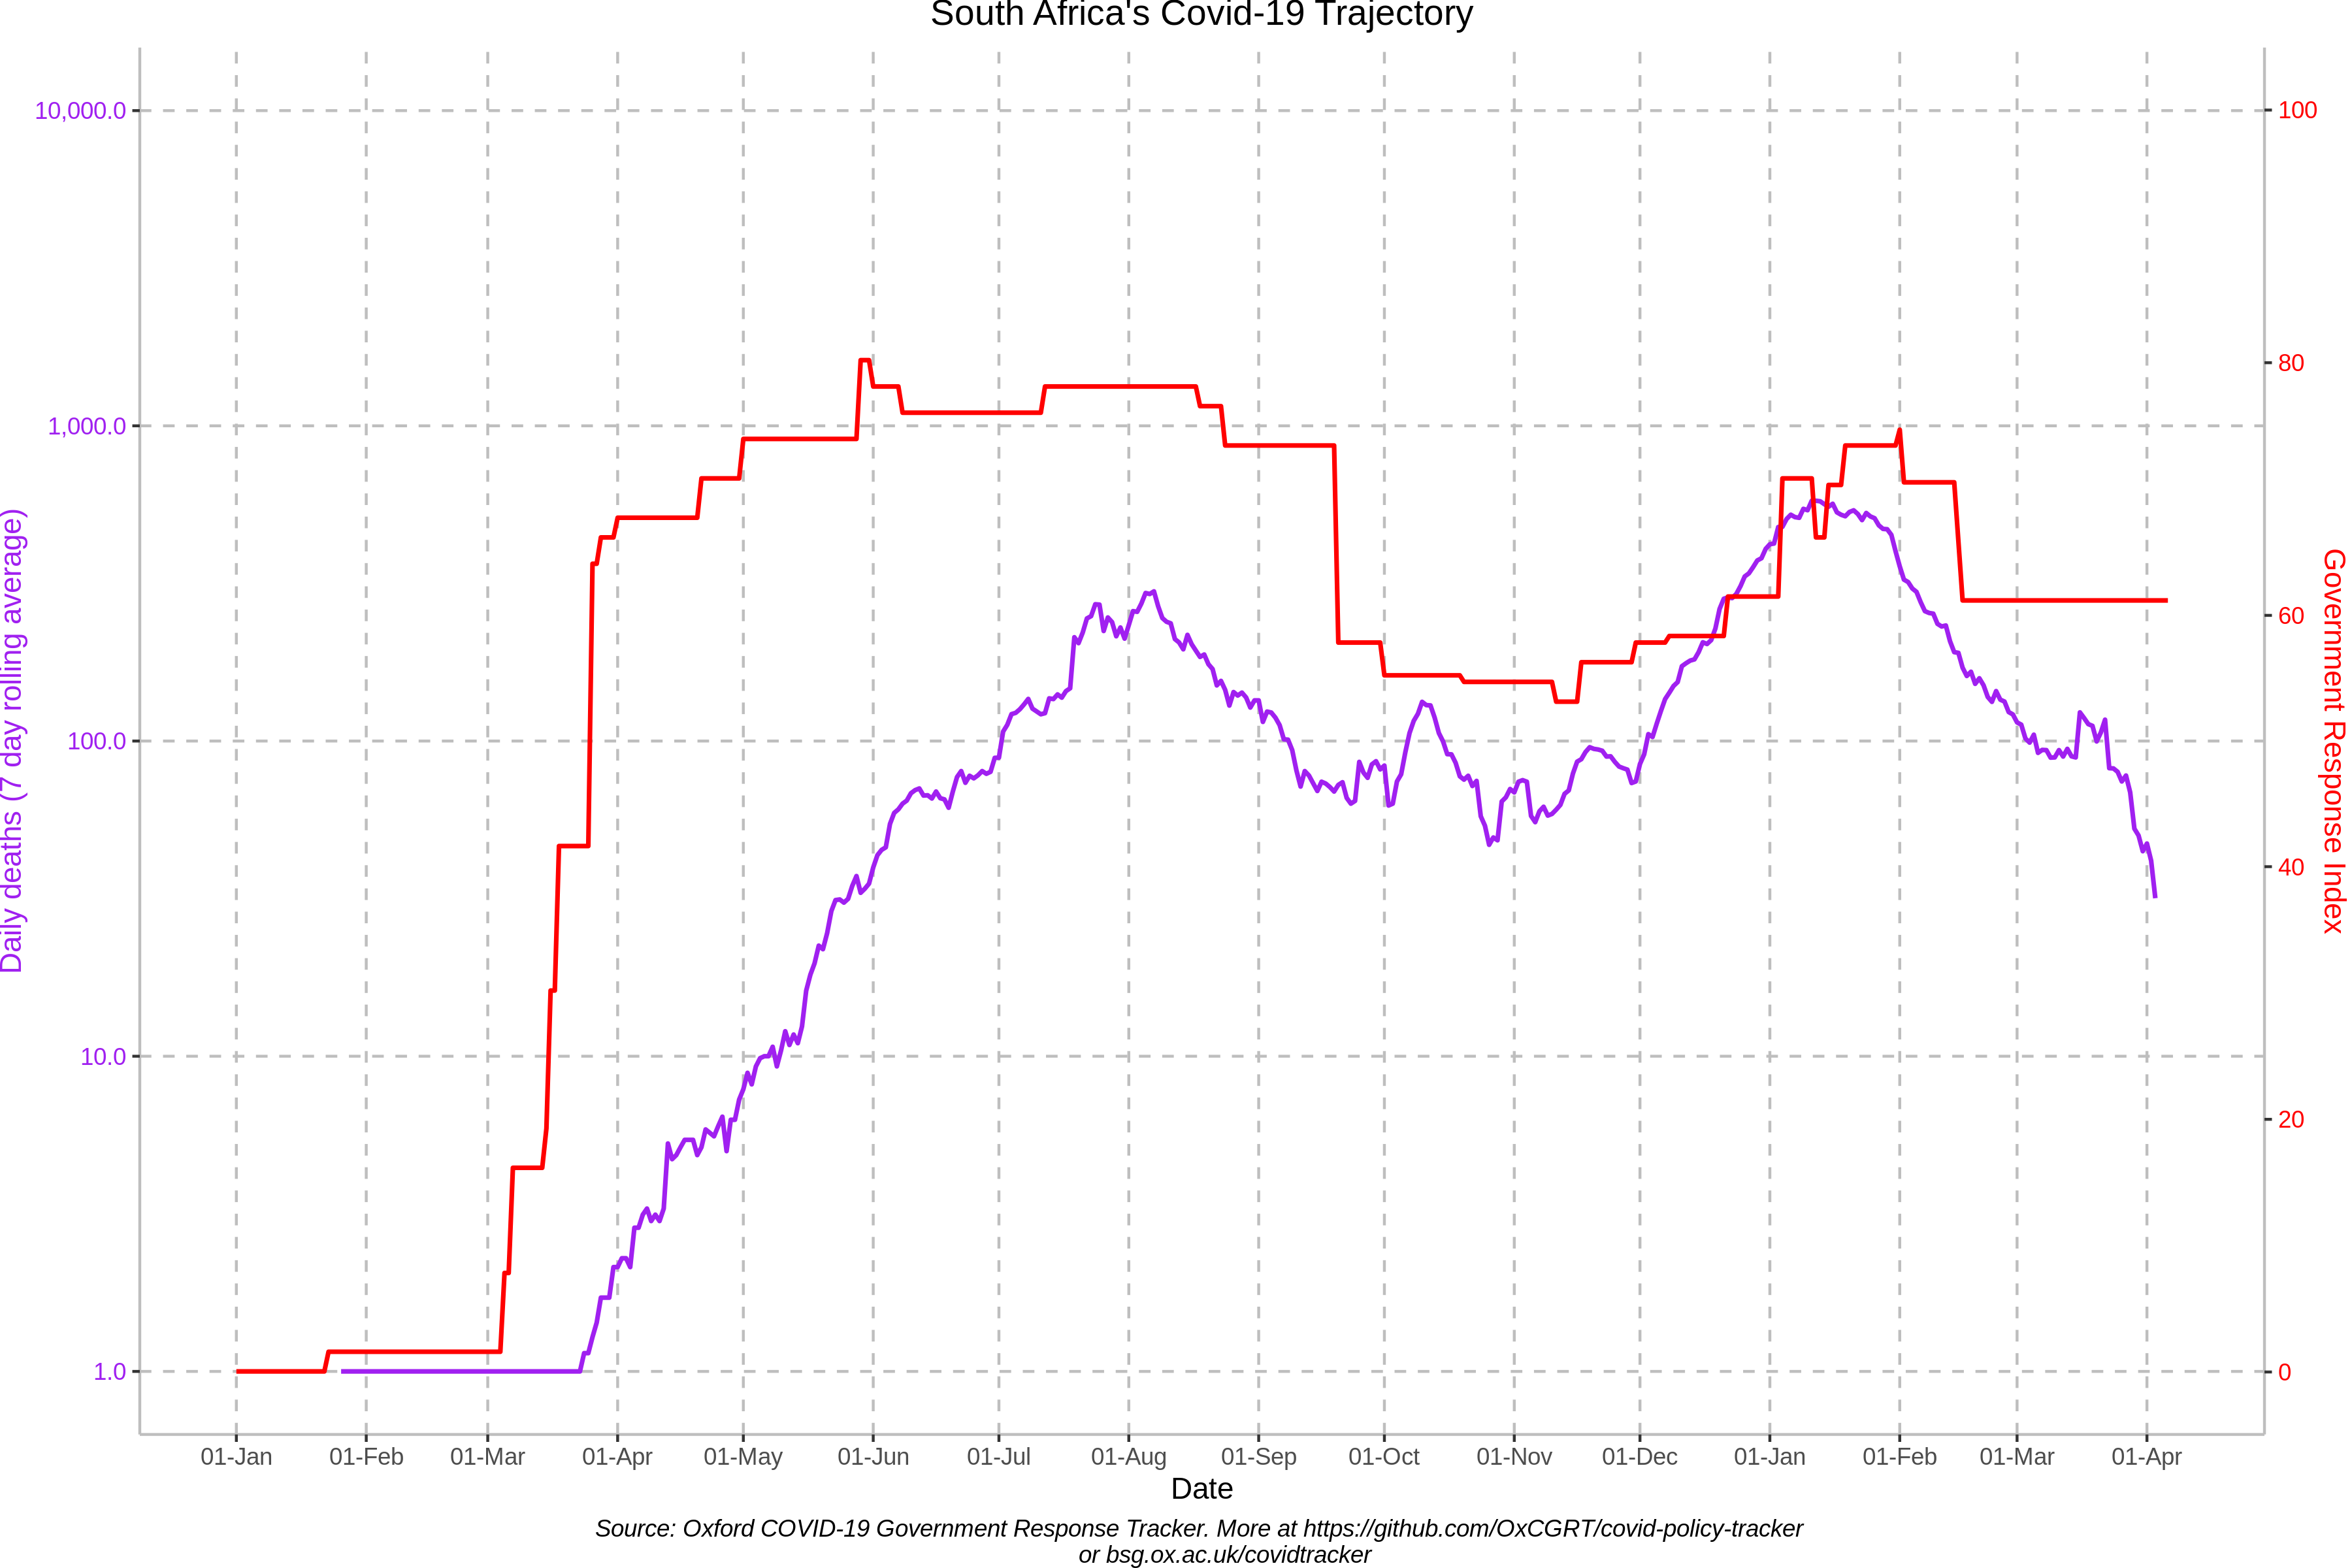 South Africa's Covid-19 Trajectory
10,000.0
1,000.0
100.0
10.0
1.0
Daily deaths (7 day rolling average)
100
80
60
40
20
0
Government Response Index
01-Jan 01-Feb 01-Mar 01-Apr 01-May 01-Jun 01-Jul 01-Aug 01-Sep 01-Oct 01-Nov 01-Dec 01-Jan 01-Feb 01-Mar 01-Apr
Date
Source: Oxford COVID-19 Government Response Tracker. More at https://github.com/OxCGRT/covid-policy-tracker
or bsg.ox.ac.uk/covidtracker